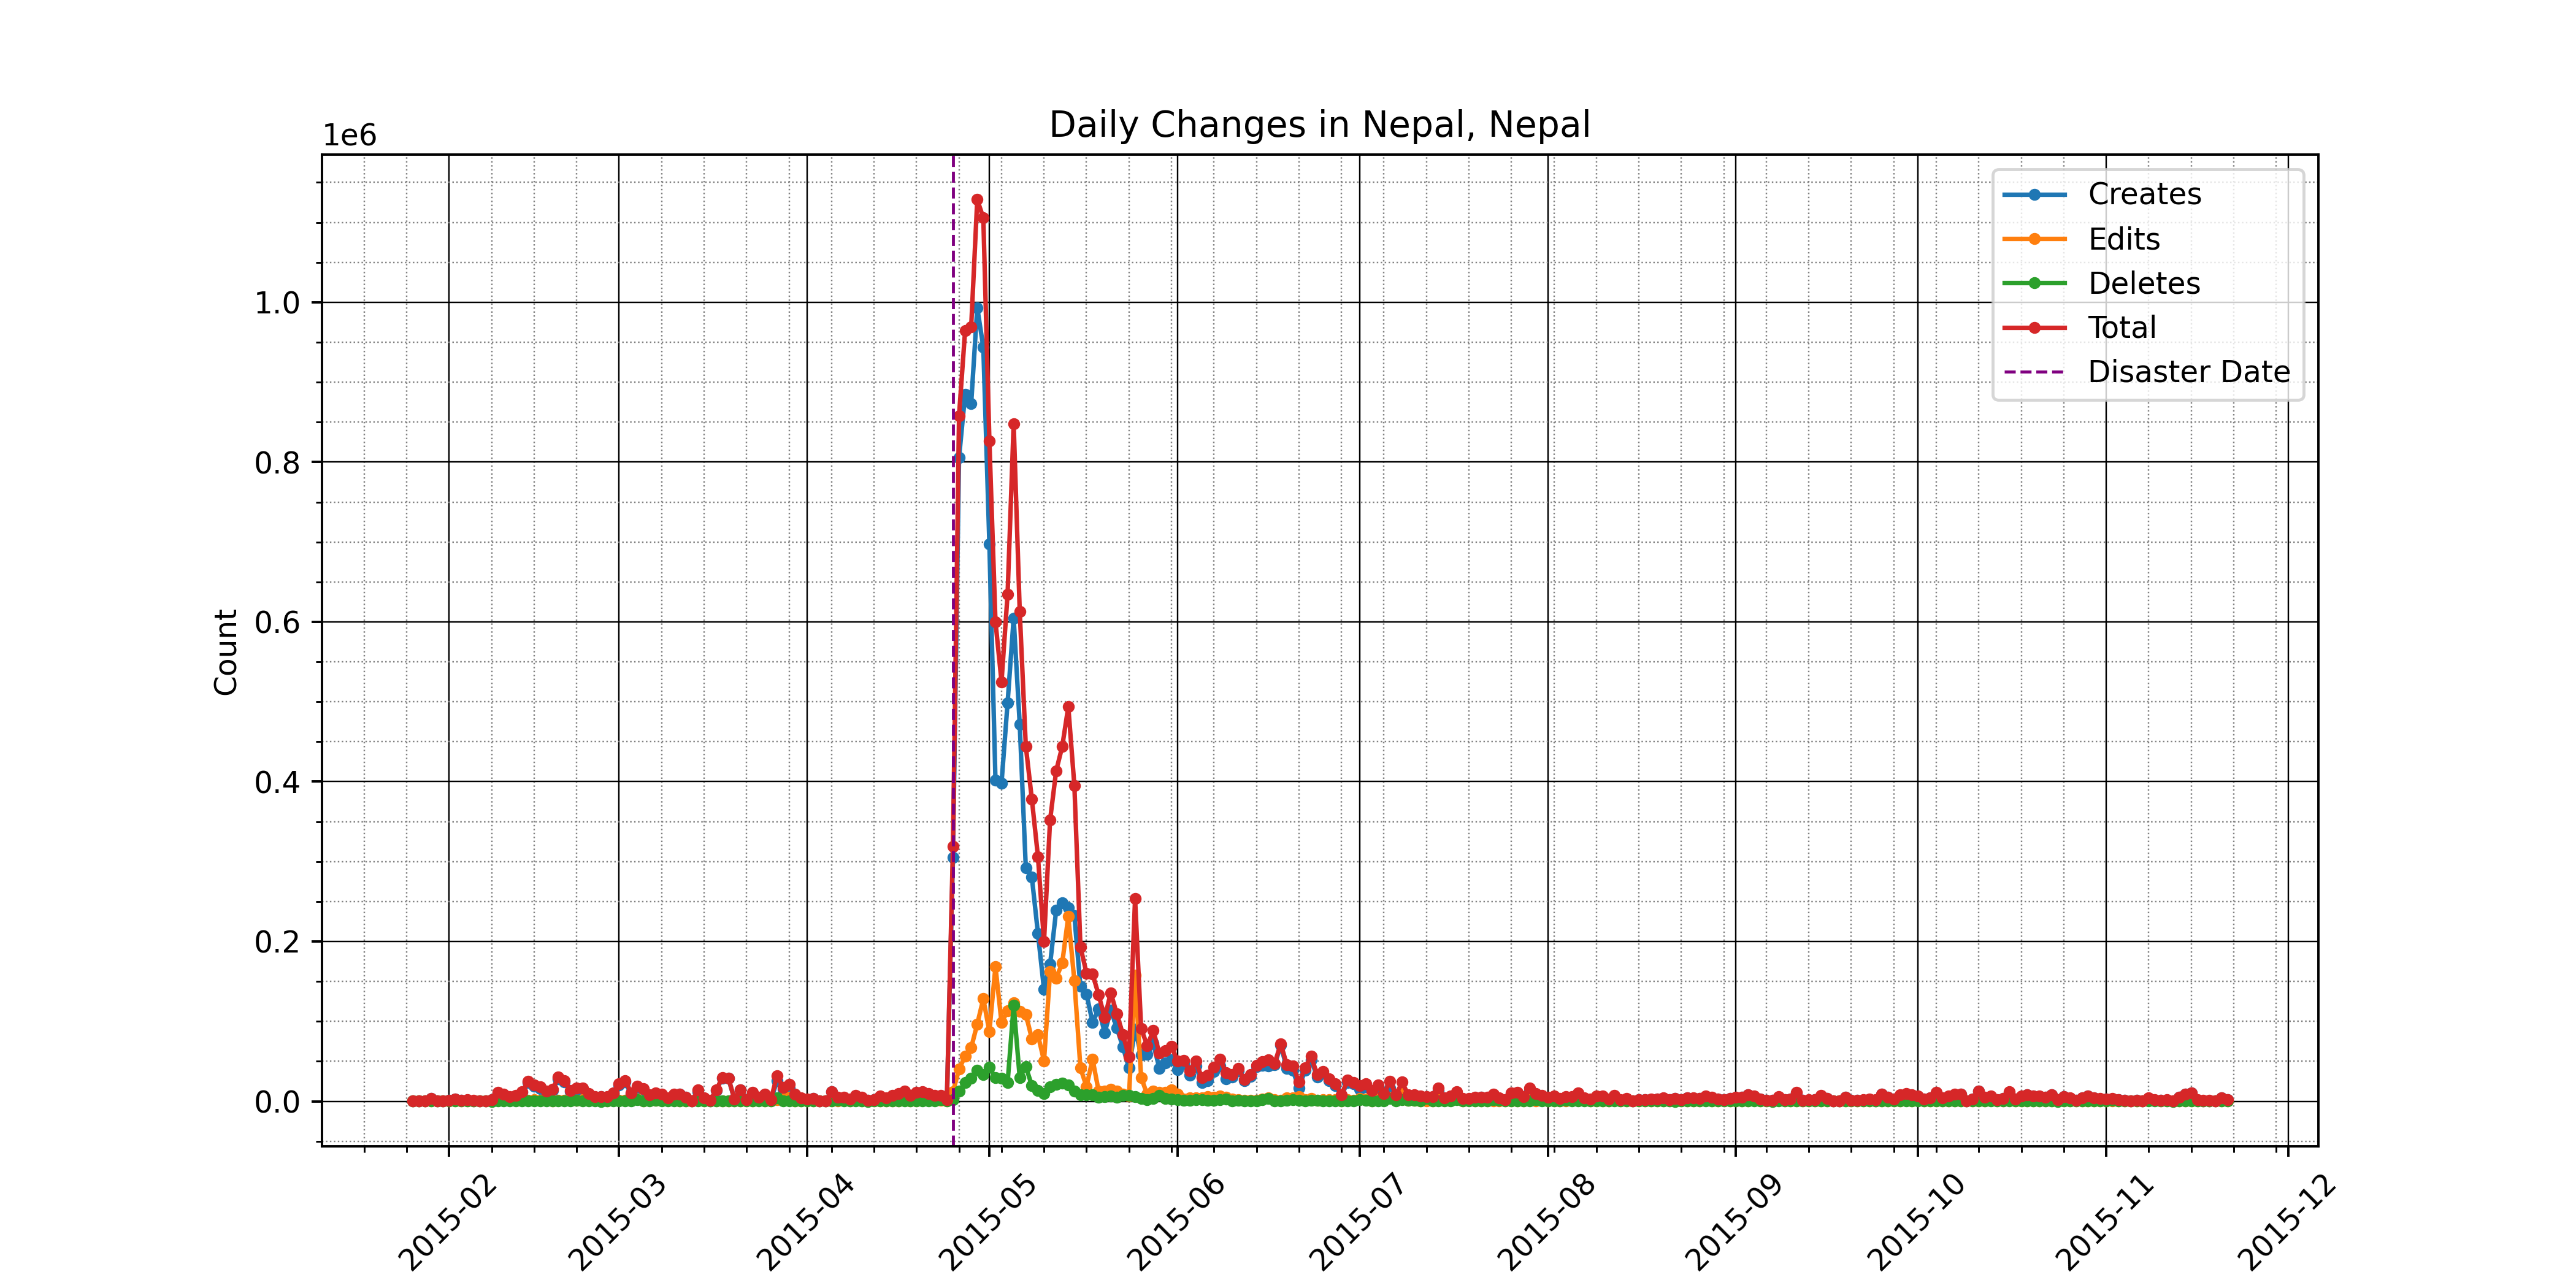 Daily Changes in Nepal, Nepal
1e6
Creates
Edits
Deletes
Total
Disaster Date
1.0
0.8
0.6
0.4
0.2
0.0
Count
2015-02
2015-03
2015-04
2015-05
2015-06
2015-07
2015-08
2015-09
2015-10
2015-11
2015-12